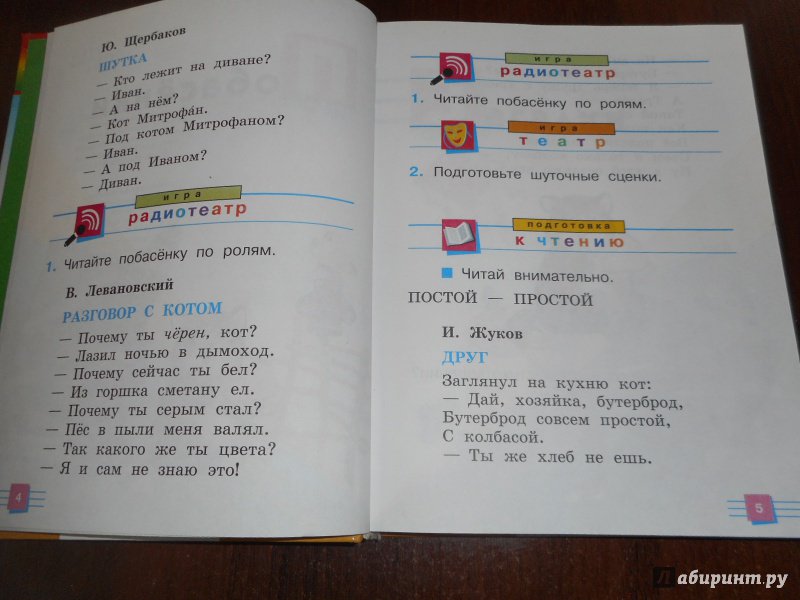 Ю. Щербаков
ШУТКА
— Кто лежит на диване?
— Иван.
— А на нём?
— Кот Митрофáн.
— Под котом Митрофаном?
— Иван.
— А под Иваном?
— Диван.
игра
радиотеатр
1. Читайте побасёнку по ролям.
В. Левановский
РАЗГОВОР С КОТОМ
— Почему ты чёрен, кот?
— Лазил ночью в дымоход.
— Почему сейчас ты бел?
— Из горшка сметану ел.
— Почему ты серым стал?
— Пёс в пыли меня валял.
— Так какого же ты цвета?
— Я и сам не знаю это!
4
игра
радиотеатр
1. Читайте побасёнку по ролям.
игра
театр
2. Подготовьте шуточные сценки.
подготовка
к чтению
Читай внимательно.
ПОСТОЙ — ПРОСТОЙ
И. Жуков
ДРУГ
Заглянул на кухню кот:
— Дай, хозяйка, бутерброд,
Бутерброд совсем простой,
С колбасой.
— Ты же хлеб не ешь.
5
Лабиринт.ру